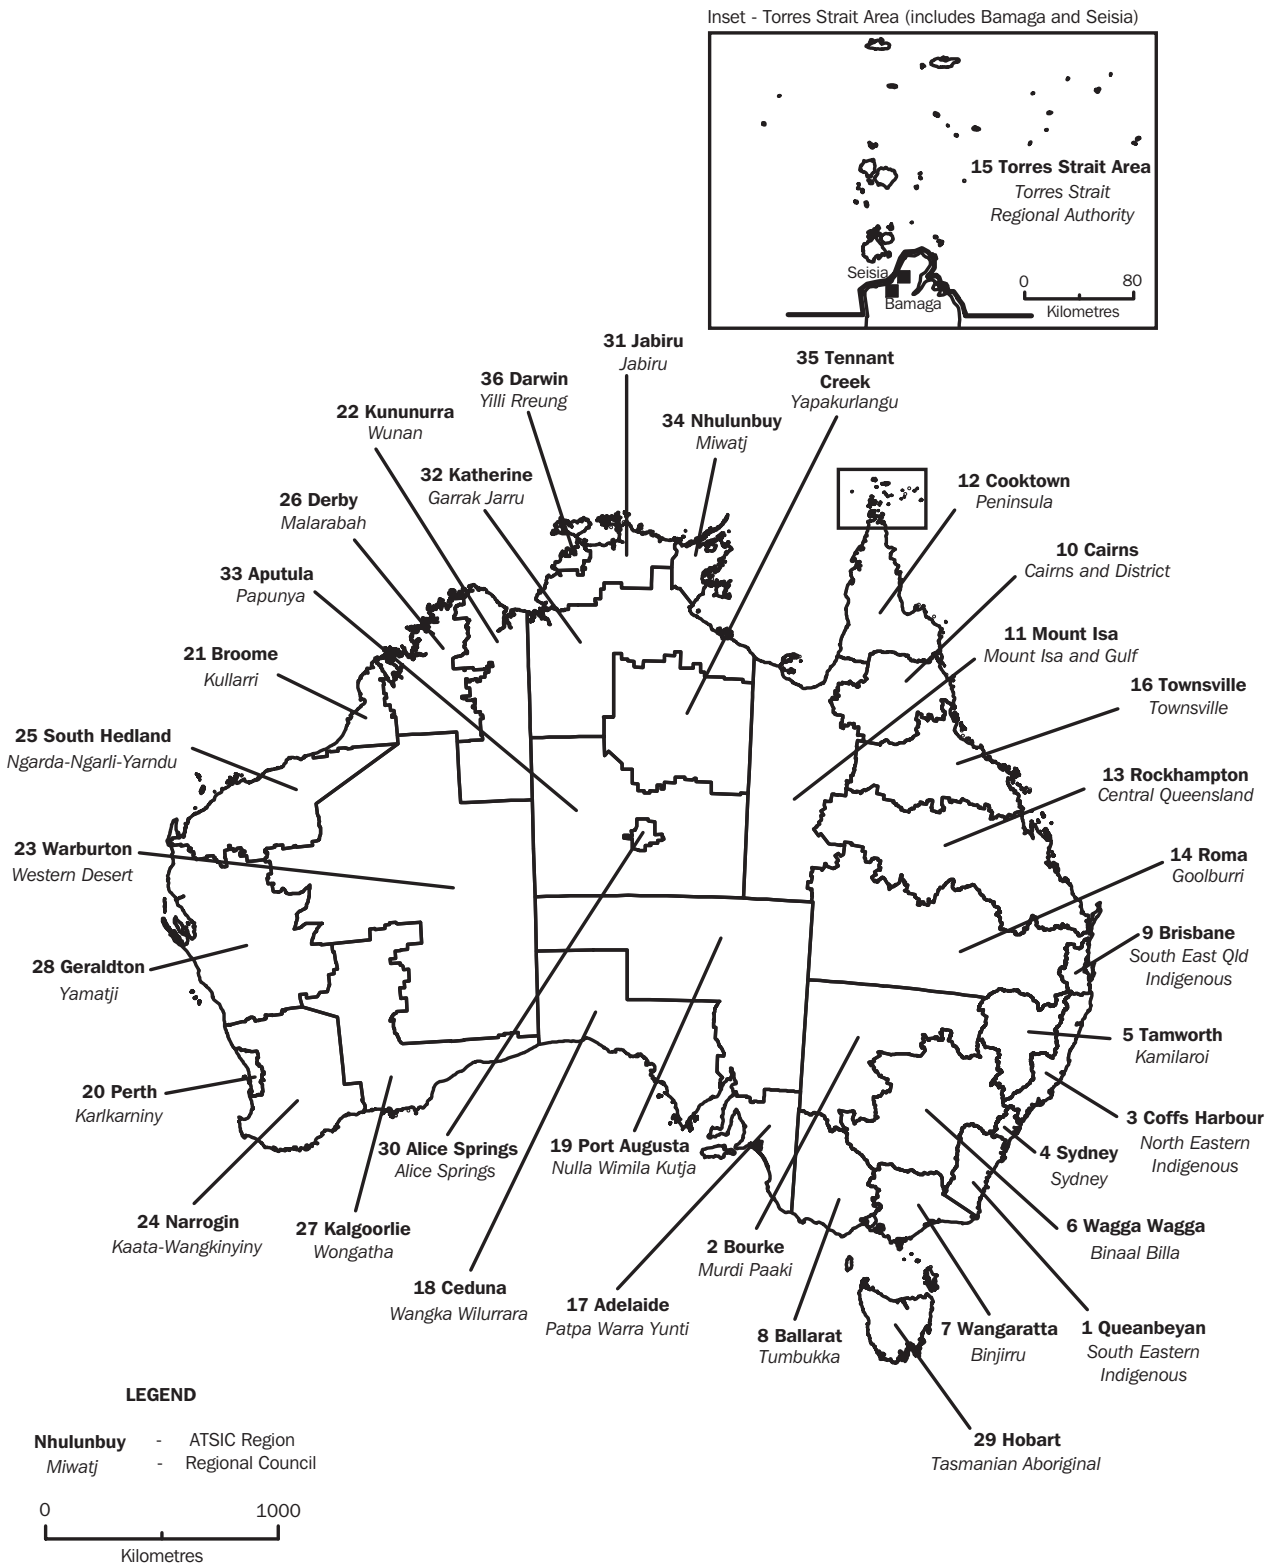 Inset - Torres Strait Area (includes Bamaga and Seisia)
15 Torres Strait Area
Torres Strait
Regional Authority
Seisia
Bamaga
0 80
Kilometres
31 Jabiru
Jabiru
35 Tennant
Creek
Yapakurlangu
36 Darwin
Yilli Rreung
22 Kununurra
Wunan
34 Nhulunbuy
Miwatj
32 Katherine
Garrak Jarru
12 Cooktown
Peninsula
26 Derby
Malarabah
10 Cairns
Cairns and District
33 Aputula
Papunya
11 Mount Isa
Mount Isa and Gulf
21 Broome
Kullarri
16 Townsville
Townsville
25 South Hedland
Ngarda-Ngarli-Yarndu
13 Rockhampton
Central Queensland
23 Warburton
Western Desert
14 Roma
Goolburri
9 Brisbane
South East Qld
Indigenous
28 Geraldton
Yamatji
5 Tamworth
Kamilaroi
20 Perth
Karlkarniny
3 Coffs Harbour
North Eastern
Indigenous
30 Alice Springs
Alice Springs
19 Port Augusta
Nulla Wimila Kutja
4 Sydney
Sydney
24 Narrogin
Kaata-Wangkinyiny
27 Kalgoorlie
Wongatha
6 Wagga Wagga
Binaal Billa
2 Bourke
Murdi Paaki
18 Ceduna
Wangka Wilurrara
17 Adelaide
Patpa Warra Yunti
8 Ballarat
Tumbukka
7 Wangaratta
Binjirru
1 Queanbeyan
South Eastern
Indigenous
29 Hobart
Tasmanian Aboriginal
LEGEND
Nhulunbuy - ATSIC Region
Miwatj - Regional Council
0 1000
Kilometres